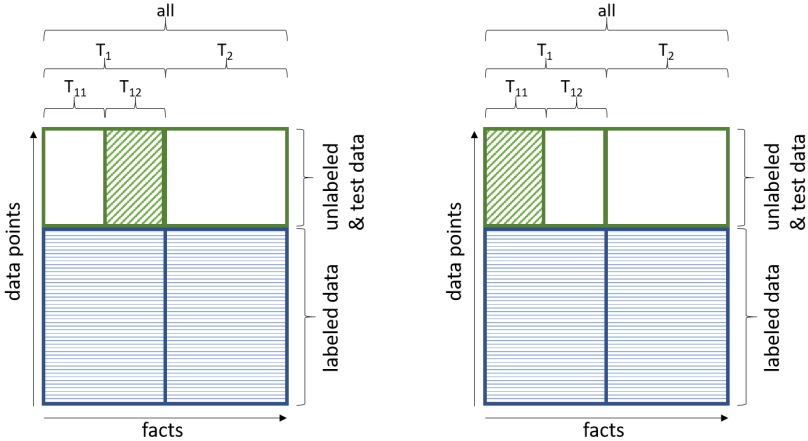 all
T1
T2
T11
T12
data points
unlabeled
& test data
labeled data
facts
all
T1
T2
T11
T12
data points
unlabeled
& test data
labeled data
facts